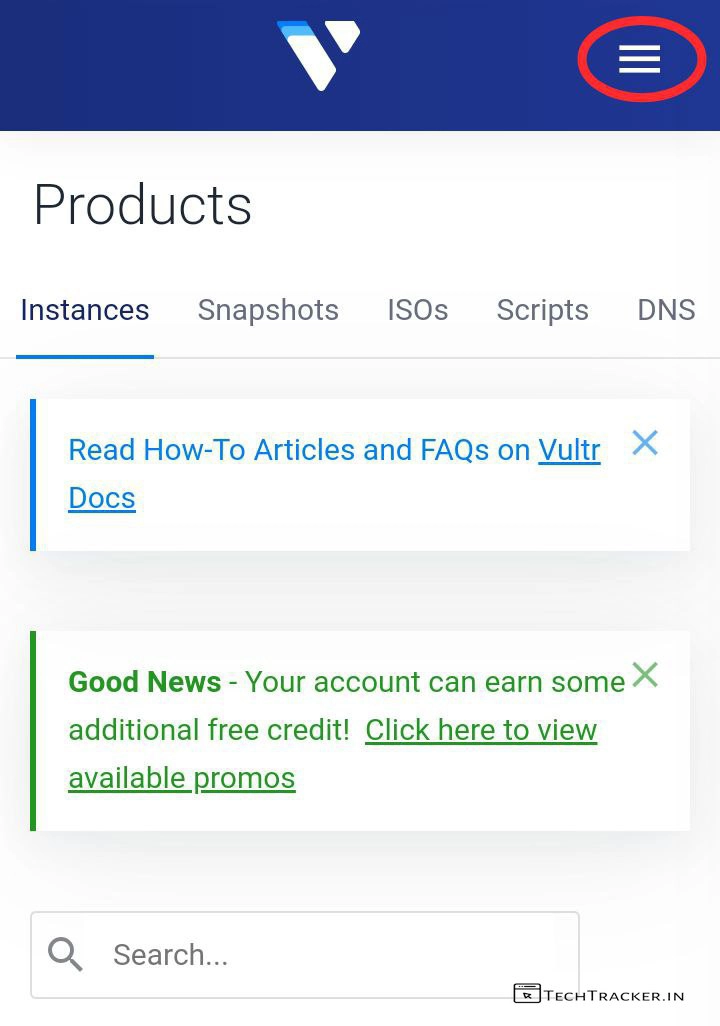 Products
Instances Snapshots ISOs Scripts DNS
Read How-To Articles and FAQs on Vultr
Docs
Good News - Your account can earn some
additional free credit! Click here to view
available promos
Search...
TECHTRACKER.IN